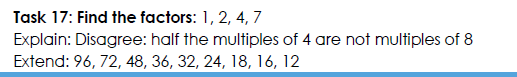 Task 17: Find the factors: 1, 2, 4, 7
Explain: Disagree: half the multiples of 4 are not multiples of 8
Extend: 96, 72, 48, 36, 32, 24, 18, 16, 12